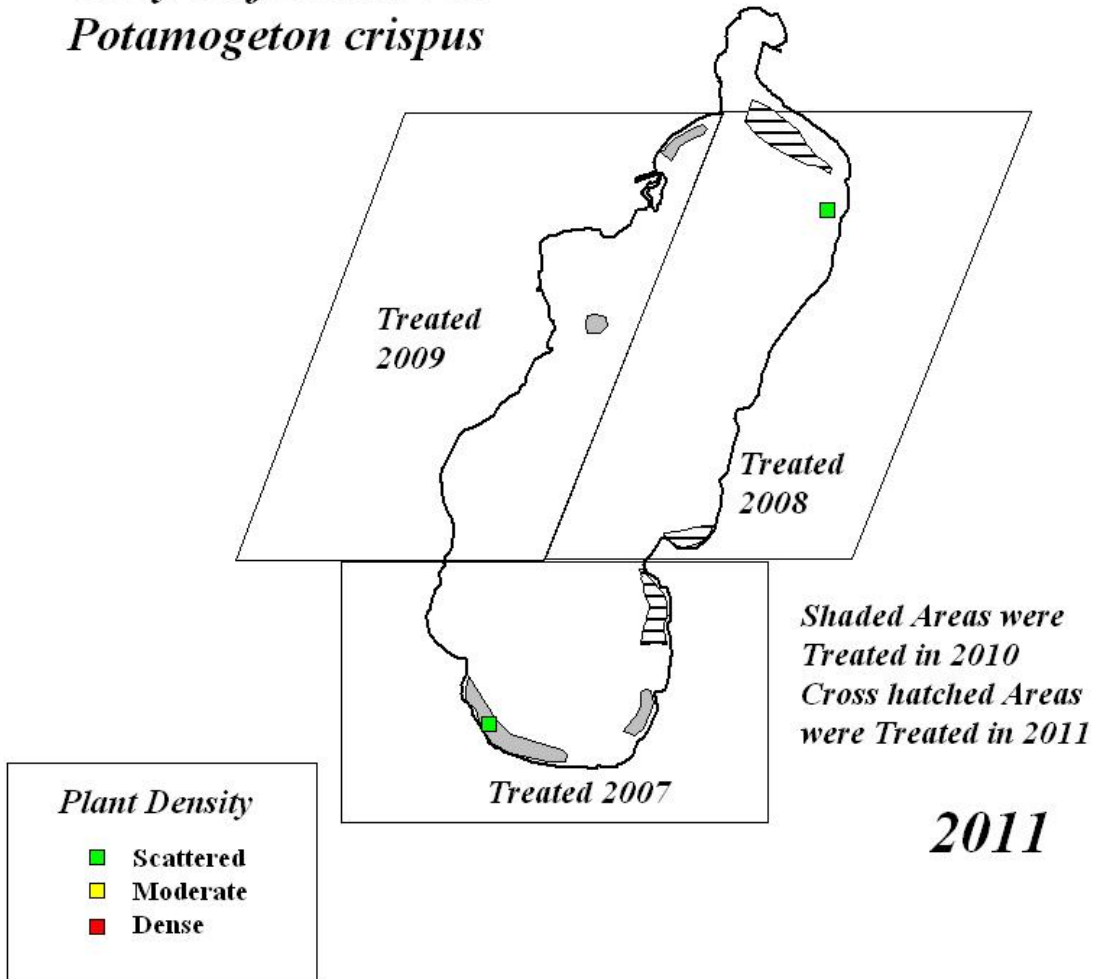 Potamogeton crispus
Treated
2009
Treated
2008
Shaded Areas were
Treated in 2010
Cross hatched Areas
were Treated in 2011
Treated 2007
Plant Density
Scattered
Moderate
Dense
2011